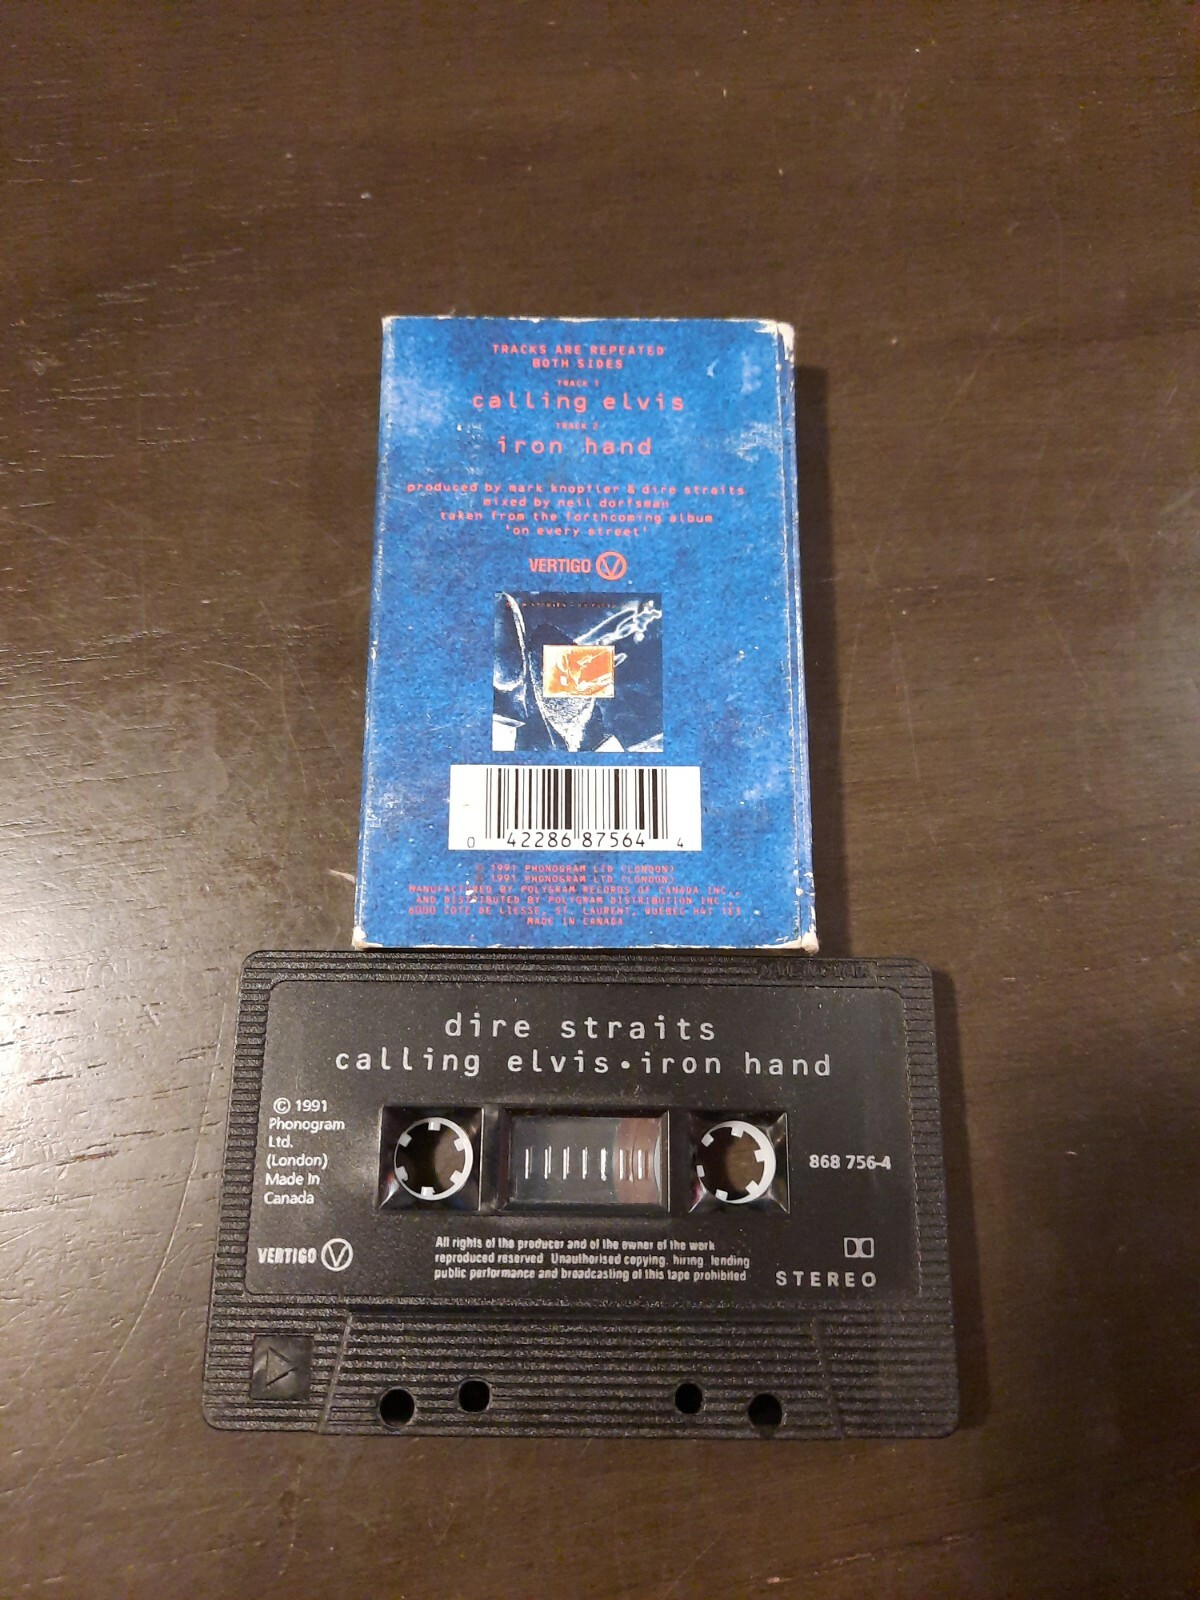 TRACKS ARE REPEATED
BOTH SIDES
TRACK 1
calling elvis
TRACK 2
iron hand
produced by mark knopfler & dire straits
mixed by neil dorfsman
taken from the forthcoming album
'on every street'
VERTIGO
0 42286 87564 4
© 1991 PHONOGRAM LTD (LONDON)
1991 PHONOGRAM LTD (LONDON)
MANUFACTURED BY POLYGRAM RECORDS OF CANADA INC.,
AND DISTRIBUTED BY POLYGRAM DISTRIBUTION INC.,
6000 COTE DE LIESSE, ST. LAURENT, QUEBEC H4T 1E3
MADE IN CANADA
dire straits
calling elvis•iron hand
© 1991
Phonogram
Ltd.
(London)
Made In
Canada
868 756-4
VERTIGO
All rights of the producer and of the owner of the work
reproduced reserved Unauthorised copying, hiring, lending
public performance and broadcasting of this tape prohibited
STEREO